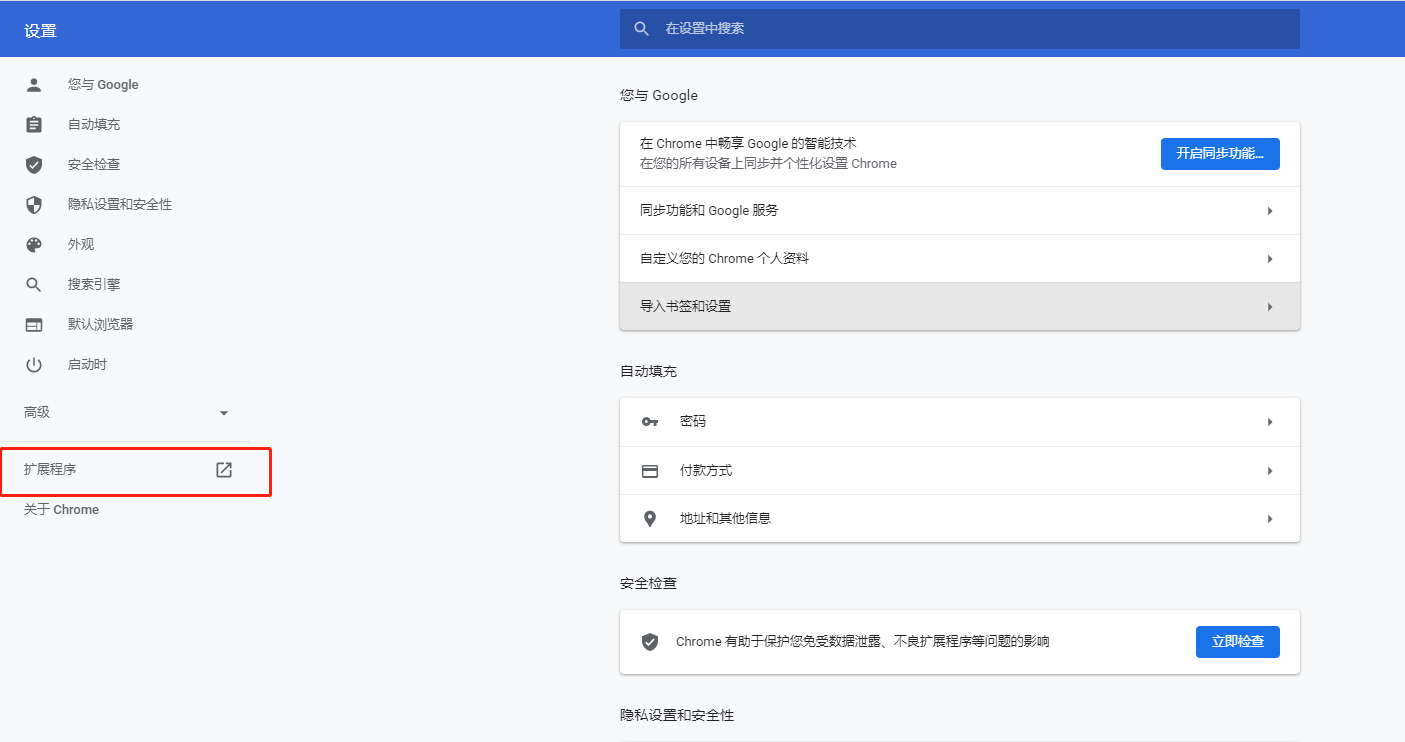 设置
在设置中搜索
您与 Google
自动填充
安全检查
隐私设置和安全性
外观
搜索引擎
默认浏览器
启动时
高级
扩展程序
关于 Chrome
您与 Google
在 Chrome 中畅享 Google 的智能技术
在您的所有设备上同步并个性化设置 Chrome
开启同步功能...
同步功能和 Google 服务
自定义您的 Chrome 个人资料
导入书签和设置
自动填充
密码
付款方式
地址和其他信息
安全检查
Chrome 有助于保护您免受数据泄露、不良扩展程序等问题的影响
立即检查
隐私设置和安全性